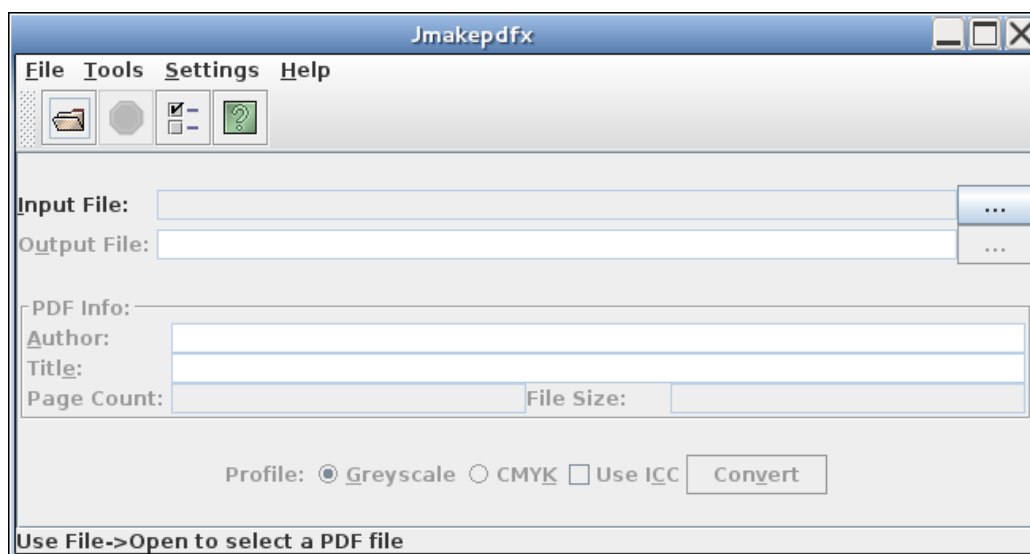 Jmakepdfx
File Tools Settings Help
Input File: ...
Output File: ...
PDF Info:
Author:
Title:
Page Count: File Size:
Profile: Greyscale CMYK Use ICC Convert
Use File->Open to select a PDF file